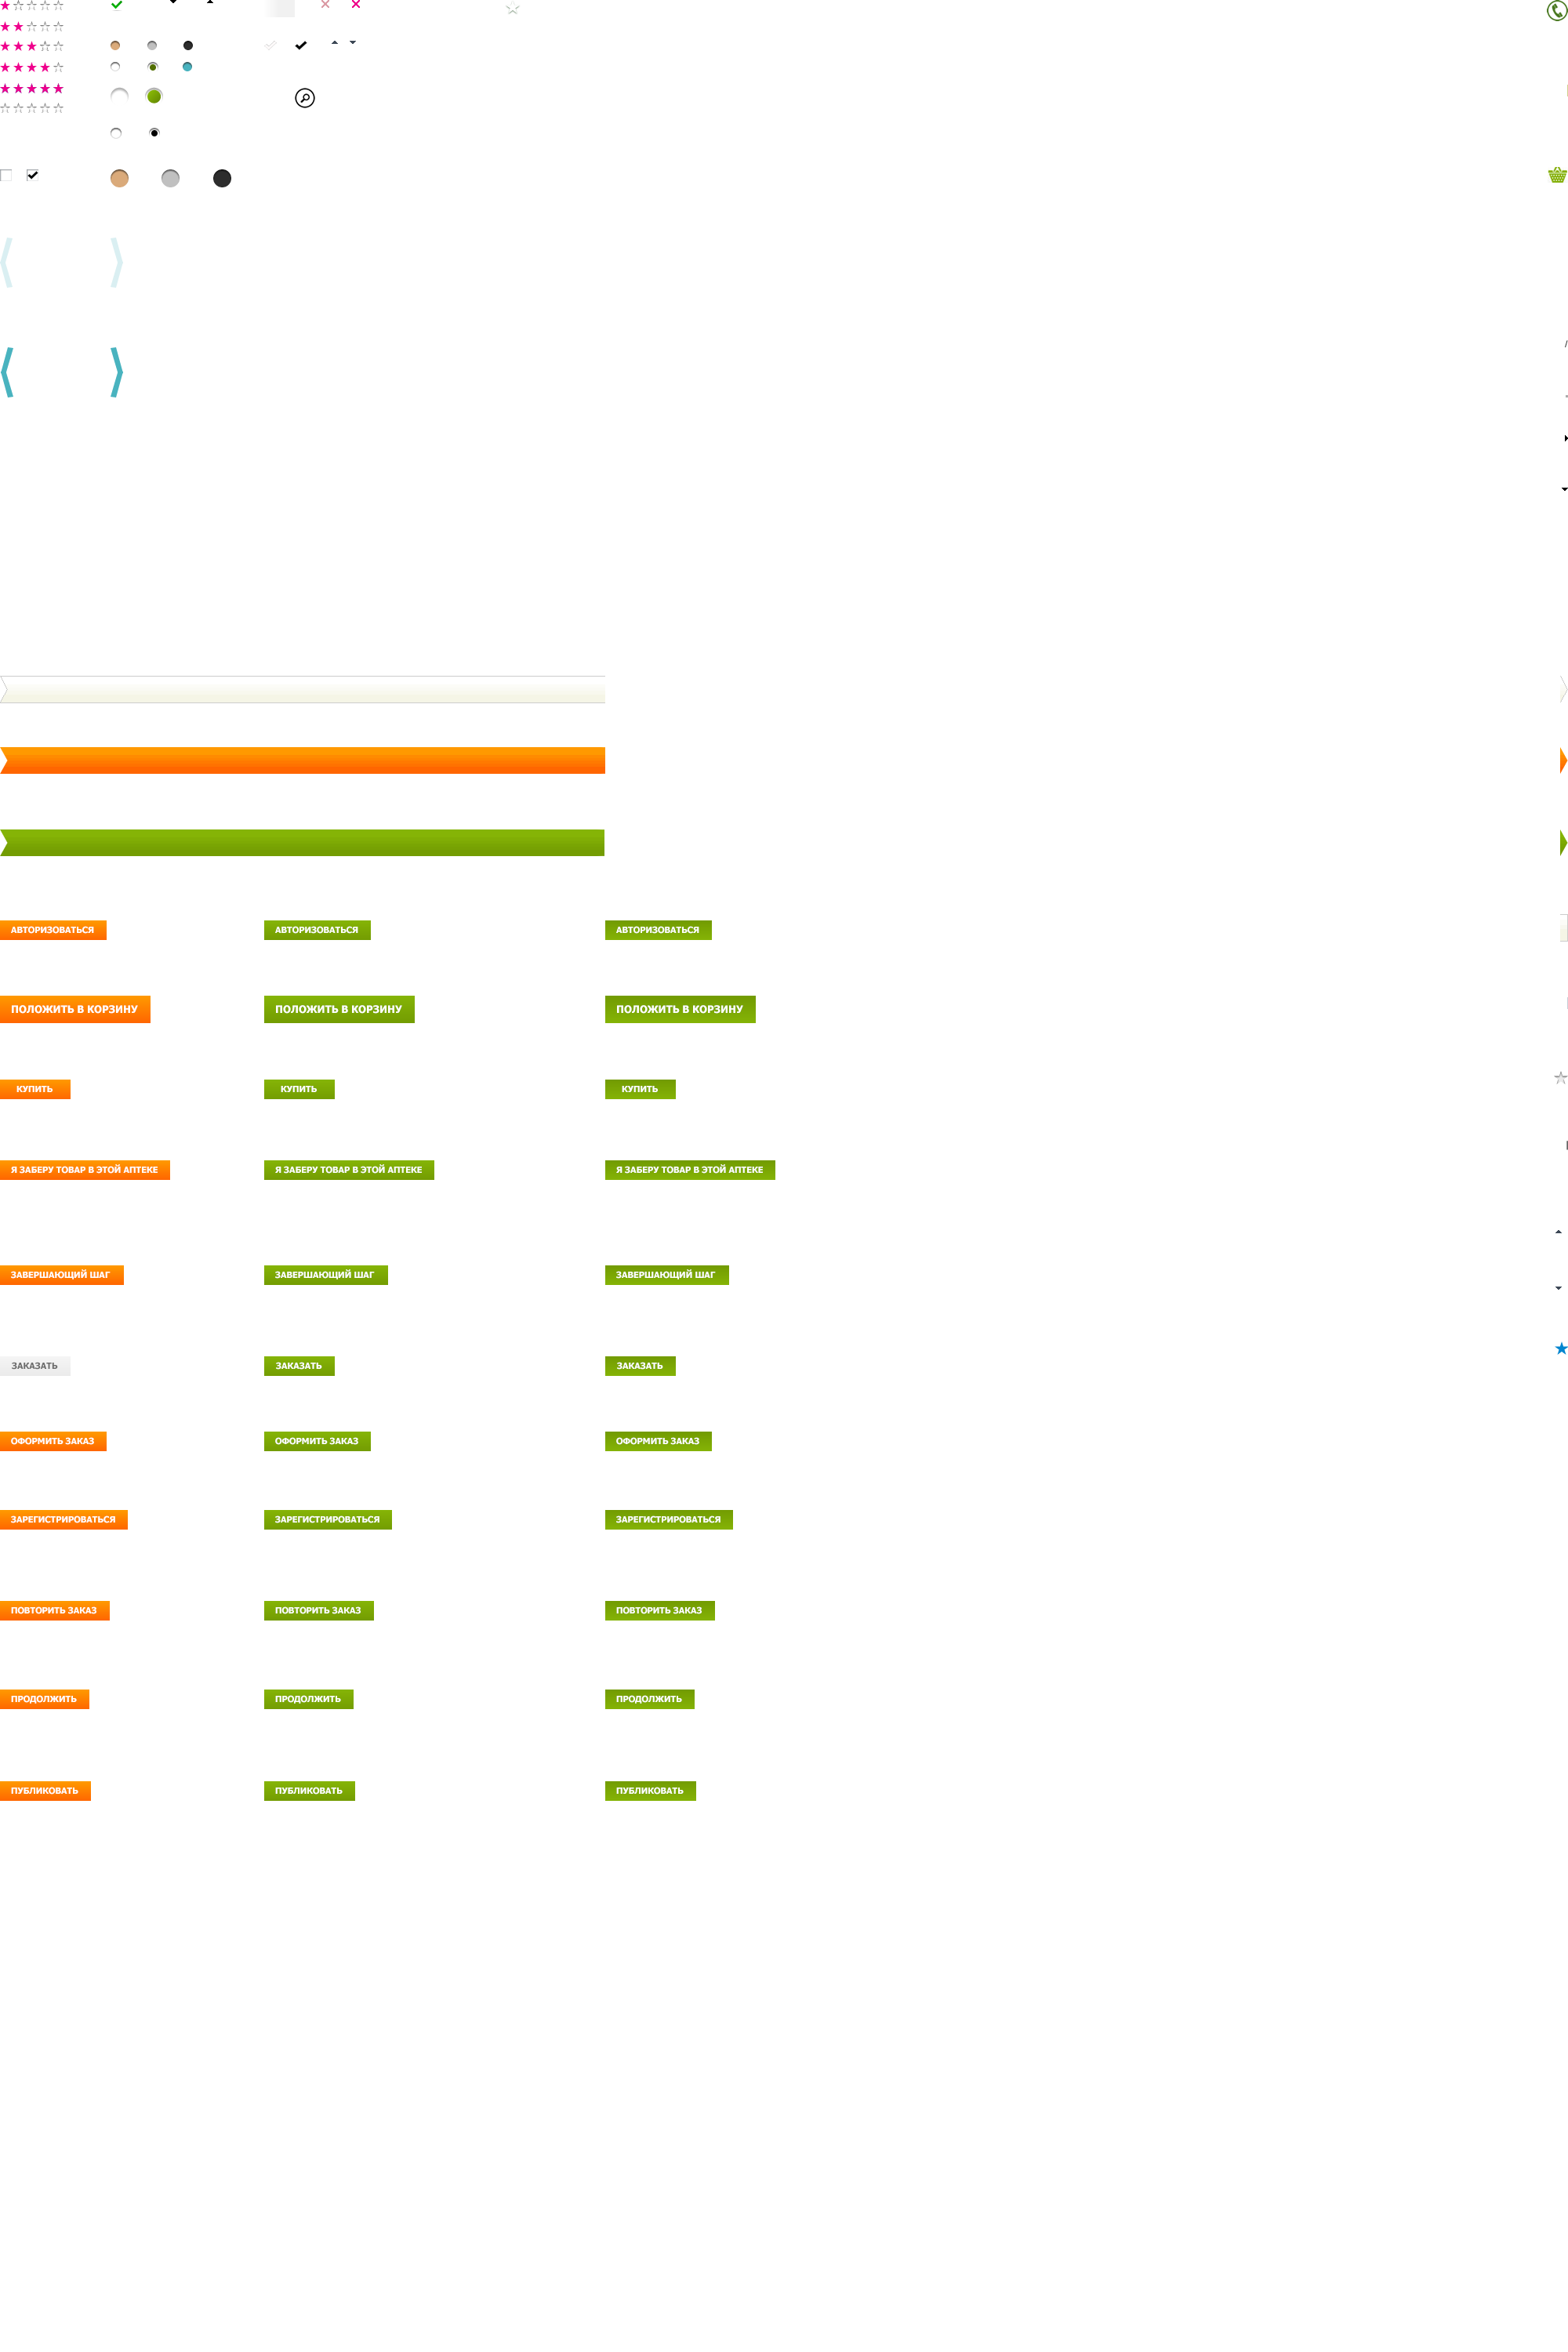 АВТОРИЗОВАТЬСЯ АВТОРИЗОВАТЬСЯ АВТОРИЗОВАТЬСЯ
ПОЛОЖИТЬ В КОРЗИНУ ПОЛОЖИТЬ В КОРЗИНУ ПОЛОЖИТЬ В КОРЗИНУ
КУПИТЬ КУПИТЬ КУПИТЬ
Я ЗАБЕРУ ТОВАР В ЭТОЙ АПТЕКЕ Я ЗАБЕРУ ТОВАР В ЭТОЙ АПТЕКЕ Я ЗАБЕРУ ТОВАР В ЭТОЙ АПТЕКЕ
ЗАВЕРШАЮЩИЙ ШАГ ЗАВЕРШАЮЩИЙ ШАГ ЗАВЕРШАЮЩИЙ ШАГ
ЗАКАЗАТЬ ЗАКАЗАТЬ ЗАКАЗАТЬ
ОФОРМИТЬ ЗАКАЗ ОФОРМИТЬ ЗАКАЗ ОФОРМИТЬ ЗАКАЗ
ЗАРЕГИСТРИРОВАТЬСЯ ЗАРЕГИСТРИРОВАТЬСЯ ЗАРЕГИСТРИРОВАТЬСЯ
ПОВТОРИТЬ ЗАКАЗ ПОВТОРИТЬ ЗАКАЗ ПОВТОРИТЬ ЗАКАЗ
ПРОДОЛЖИТЬ ПРОДОЛЖИТЬ ПРОДОЛЖИТЬ
ПУБЛИКОВАТЬ ПУБЛИКОВАТЬ ПУБЛИКОВАТЬ